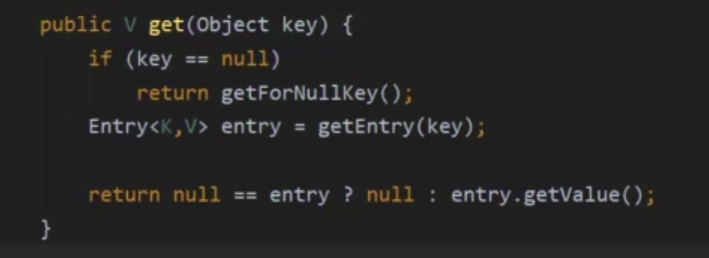 public V get(Object key) {
if (key == null)
return getForNullKey();
Entry<K,V> entry = getEntry(key);
return null == entry ? null : entry.getValue();
}